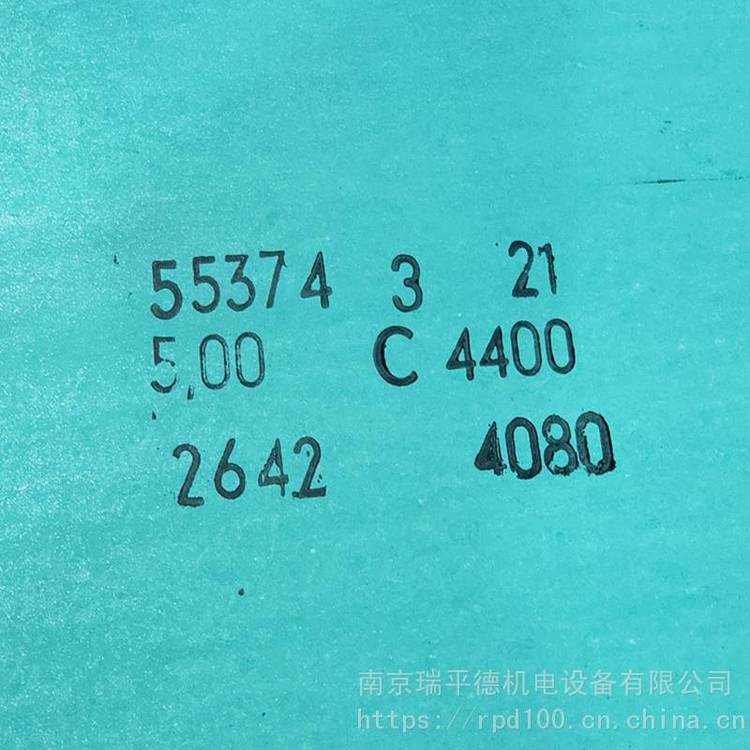 55374 3 21
5,00 C 4400
2642 4080
南京瑞平德机电设备有限公司
https://rpd100.cn.china.cn